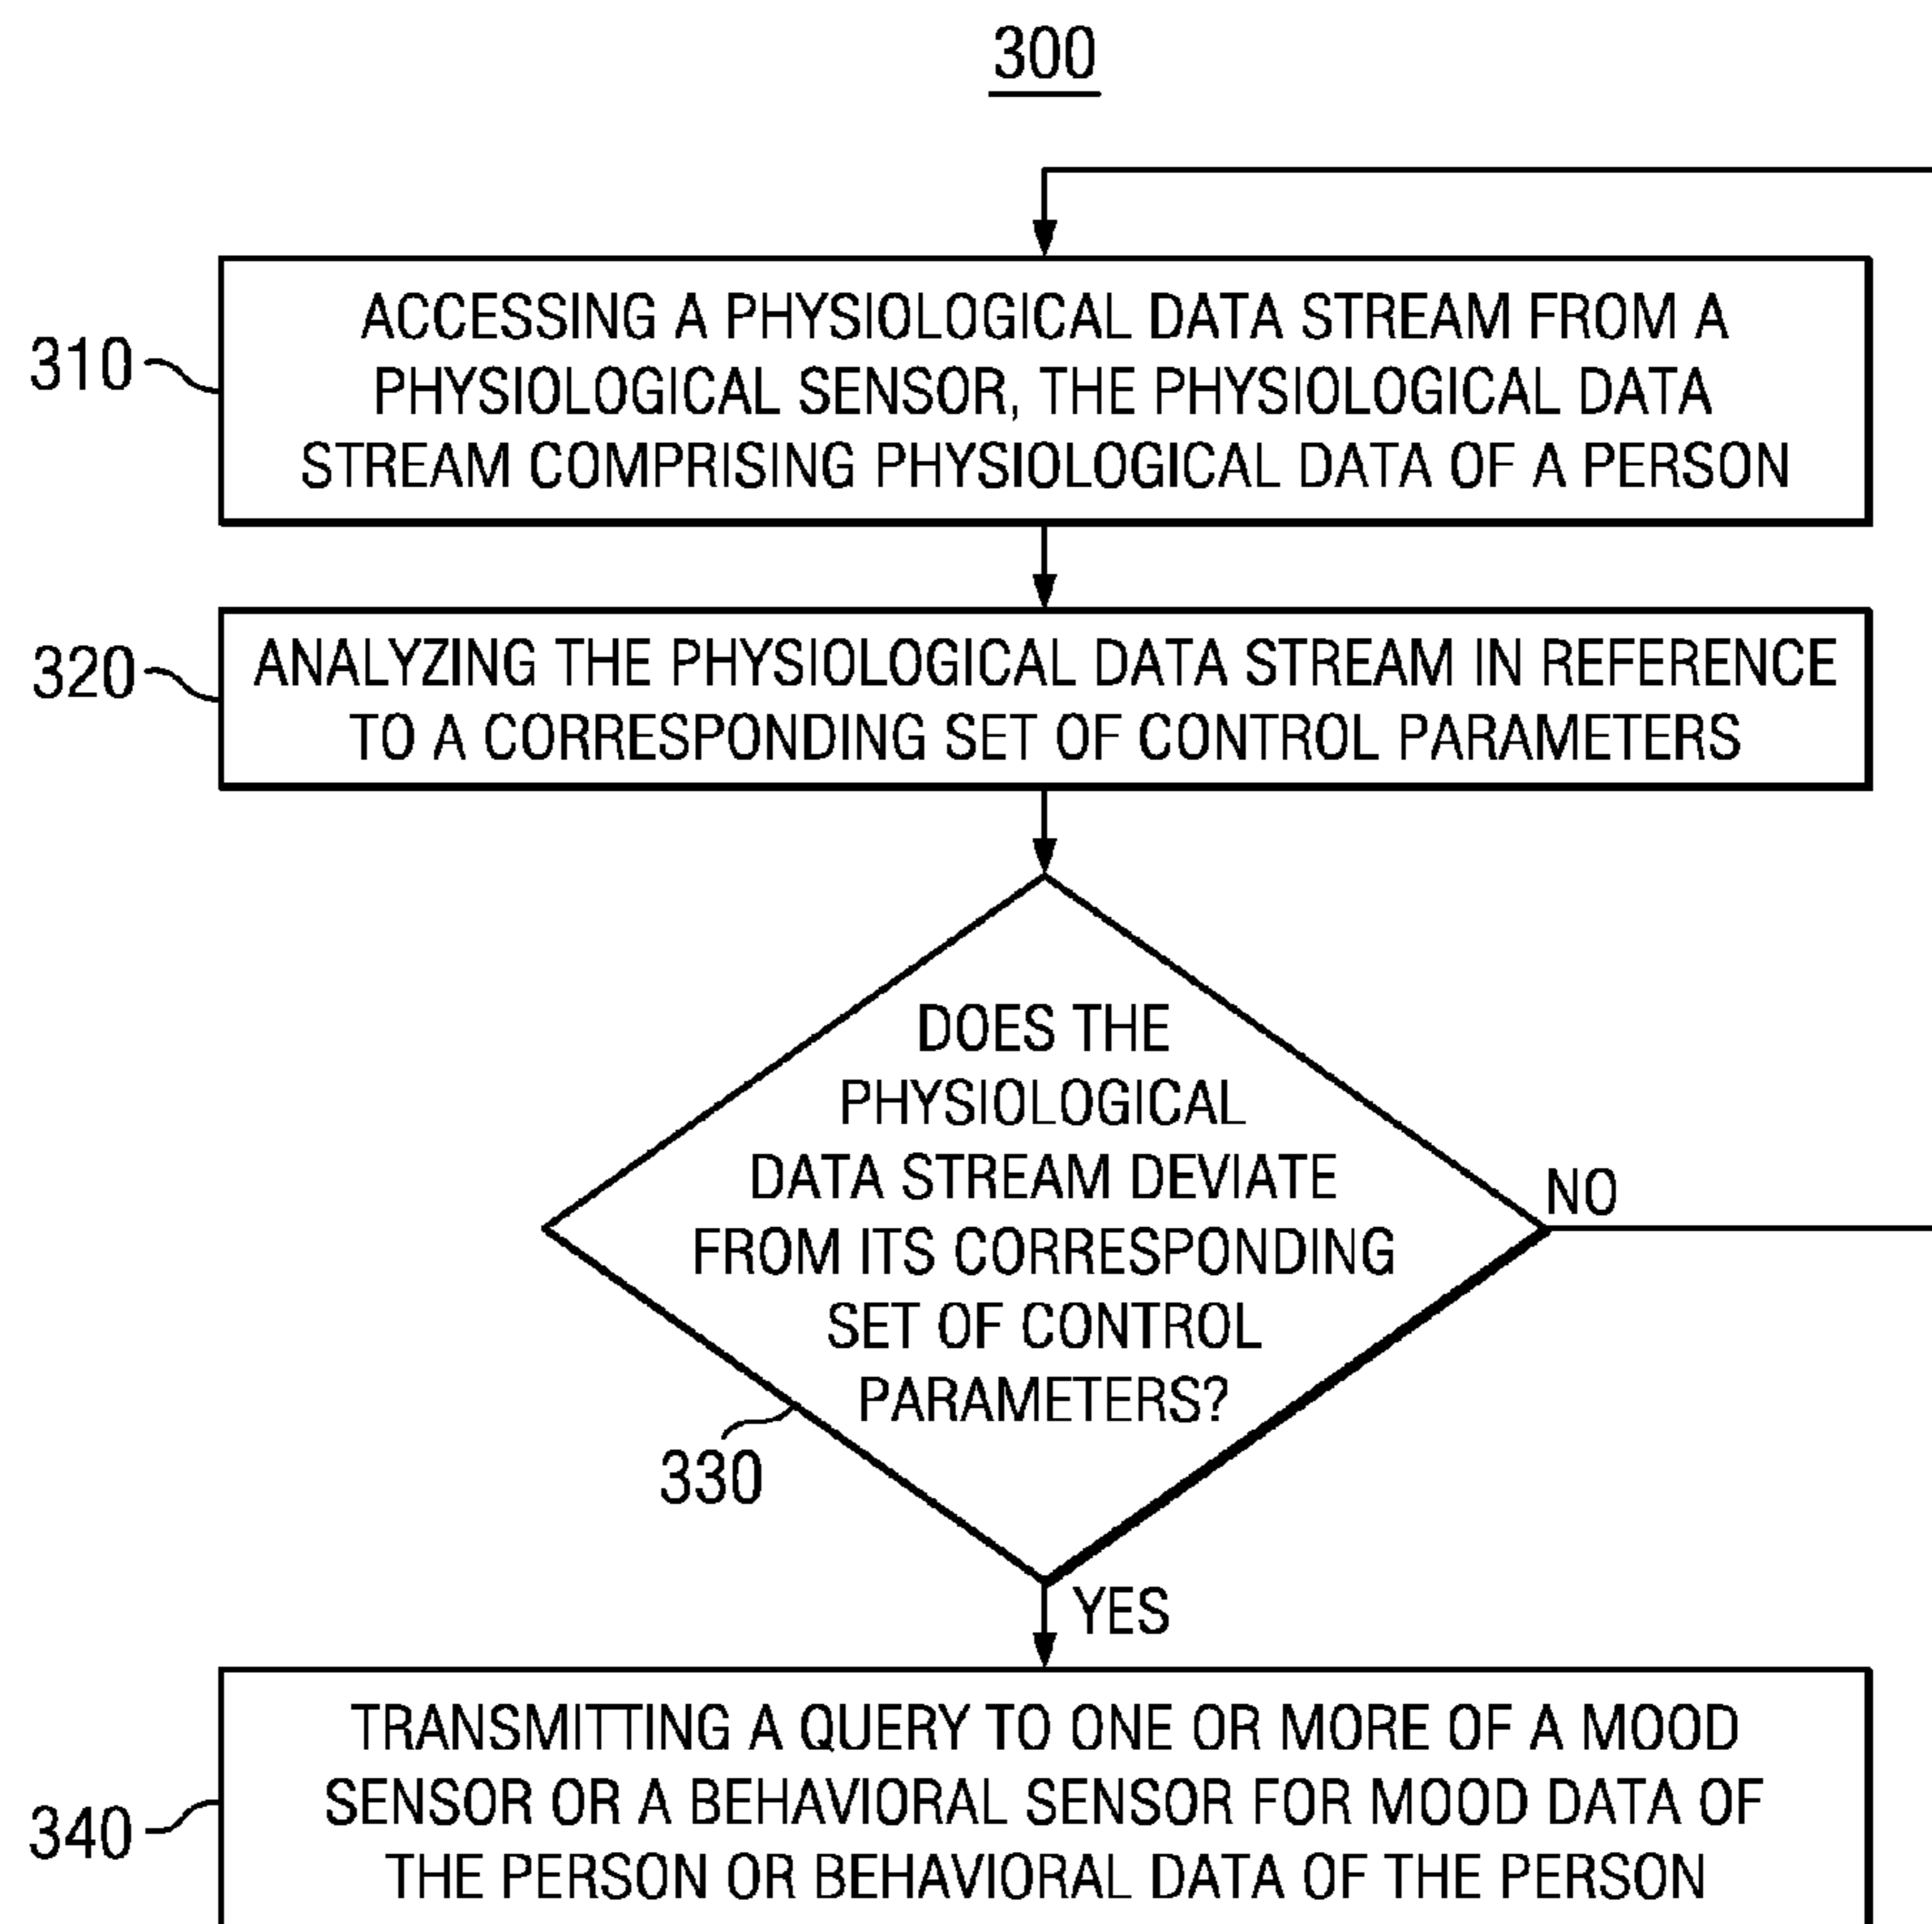 300
310
ACCESSING A PHYSIOLOGICAL DATA STREAM FROM A
PHYSIOLOGICAL SENSOR, THE PHYSIOLOGICAL DATA
STREAM COMPRISING PHYSIOLOGICAL DATA OF A PERSON
320
ANALYZING THE PHYSIOLOGICAL DATA STREAM IN REFERENCE
TO A CORRESPONDING SET OF CONTROL PARAMETERS
DOES THE
PHYSIOLOGICAL
DATA STREAM DEVIATE
FROM ITS CORRESPONDING
SET OF CONTROL
PARAMETERS?
NO
330
YES
340
TRANSMITTING A QUERY TO ONE OR MORE OF A MOOD
SENSOR OR A BEHAVIORAL SENSOR FOR MOOD DATA OF
THE PERSON OR BEHAVIORAL DATA OF THE PERSON